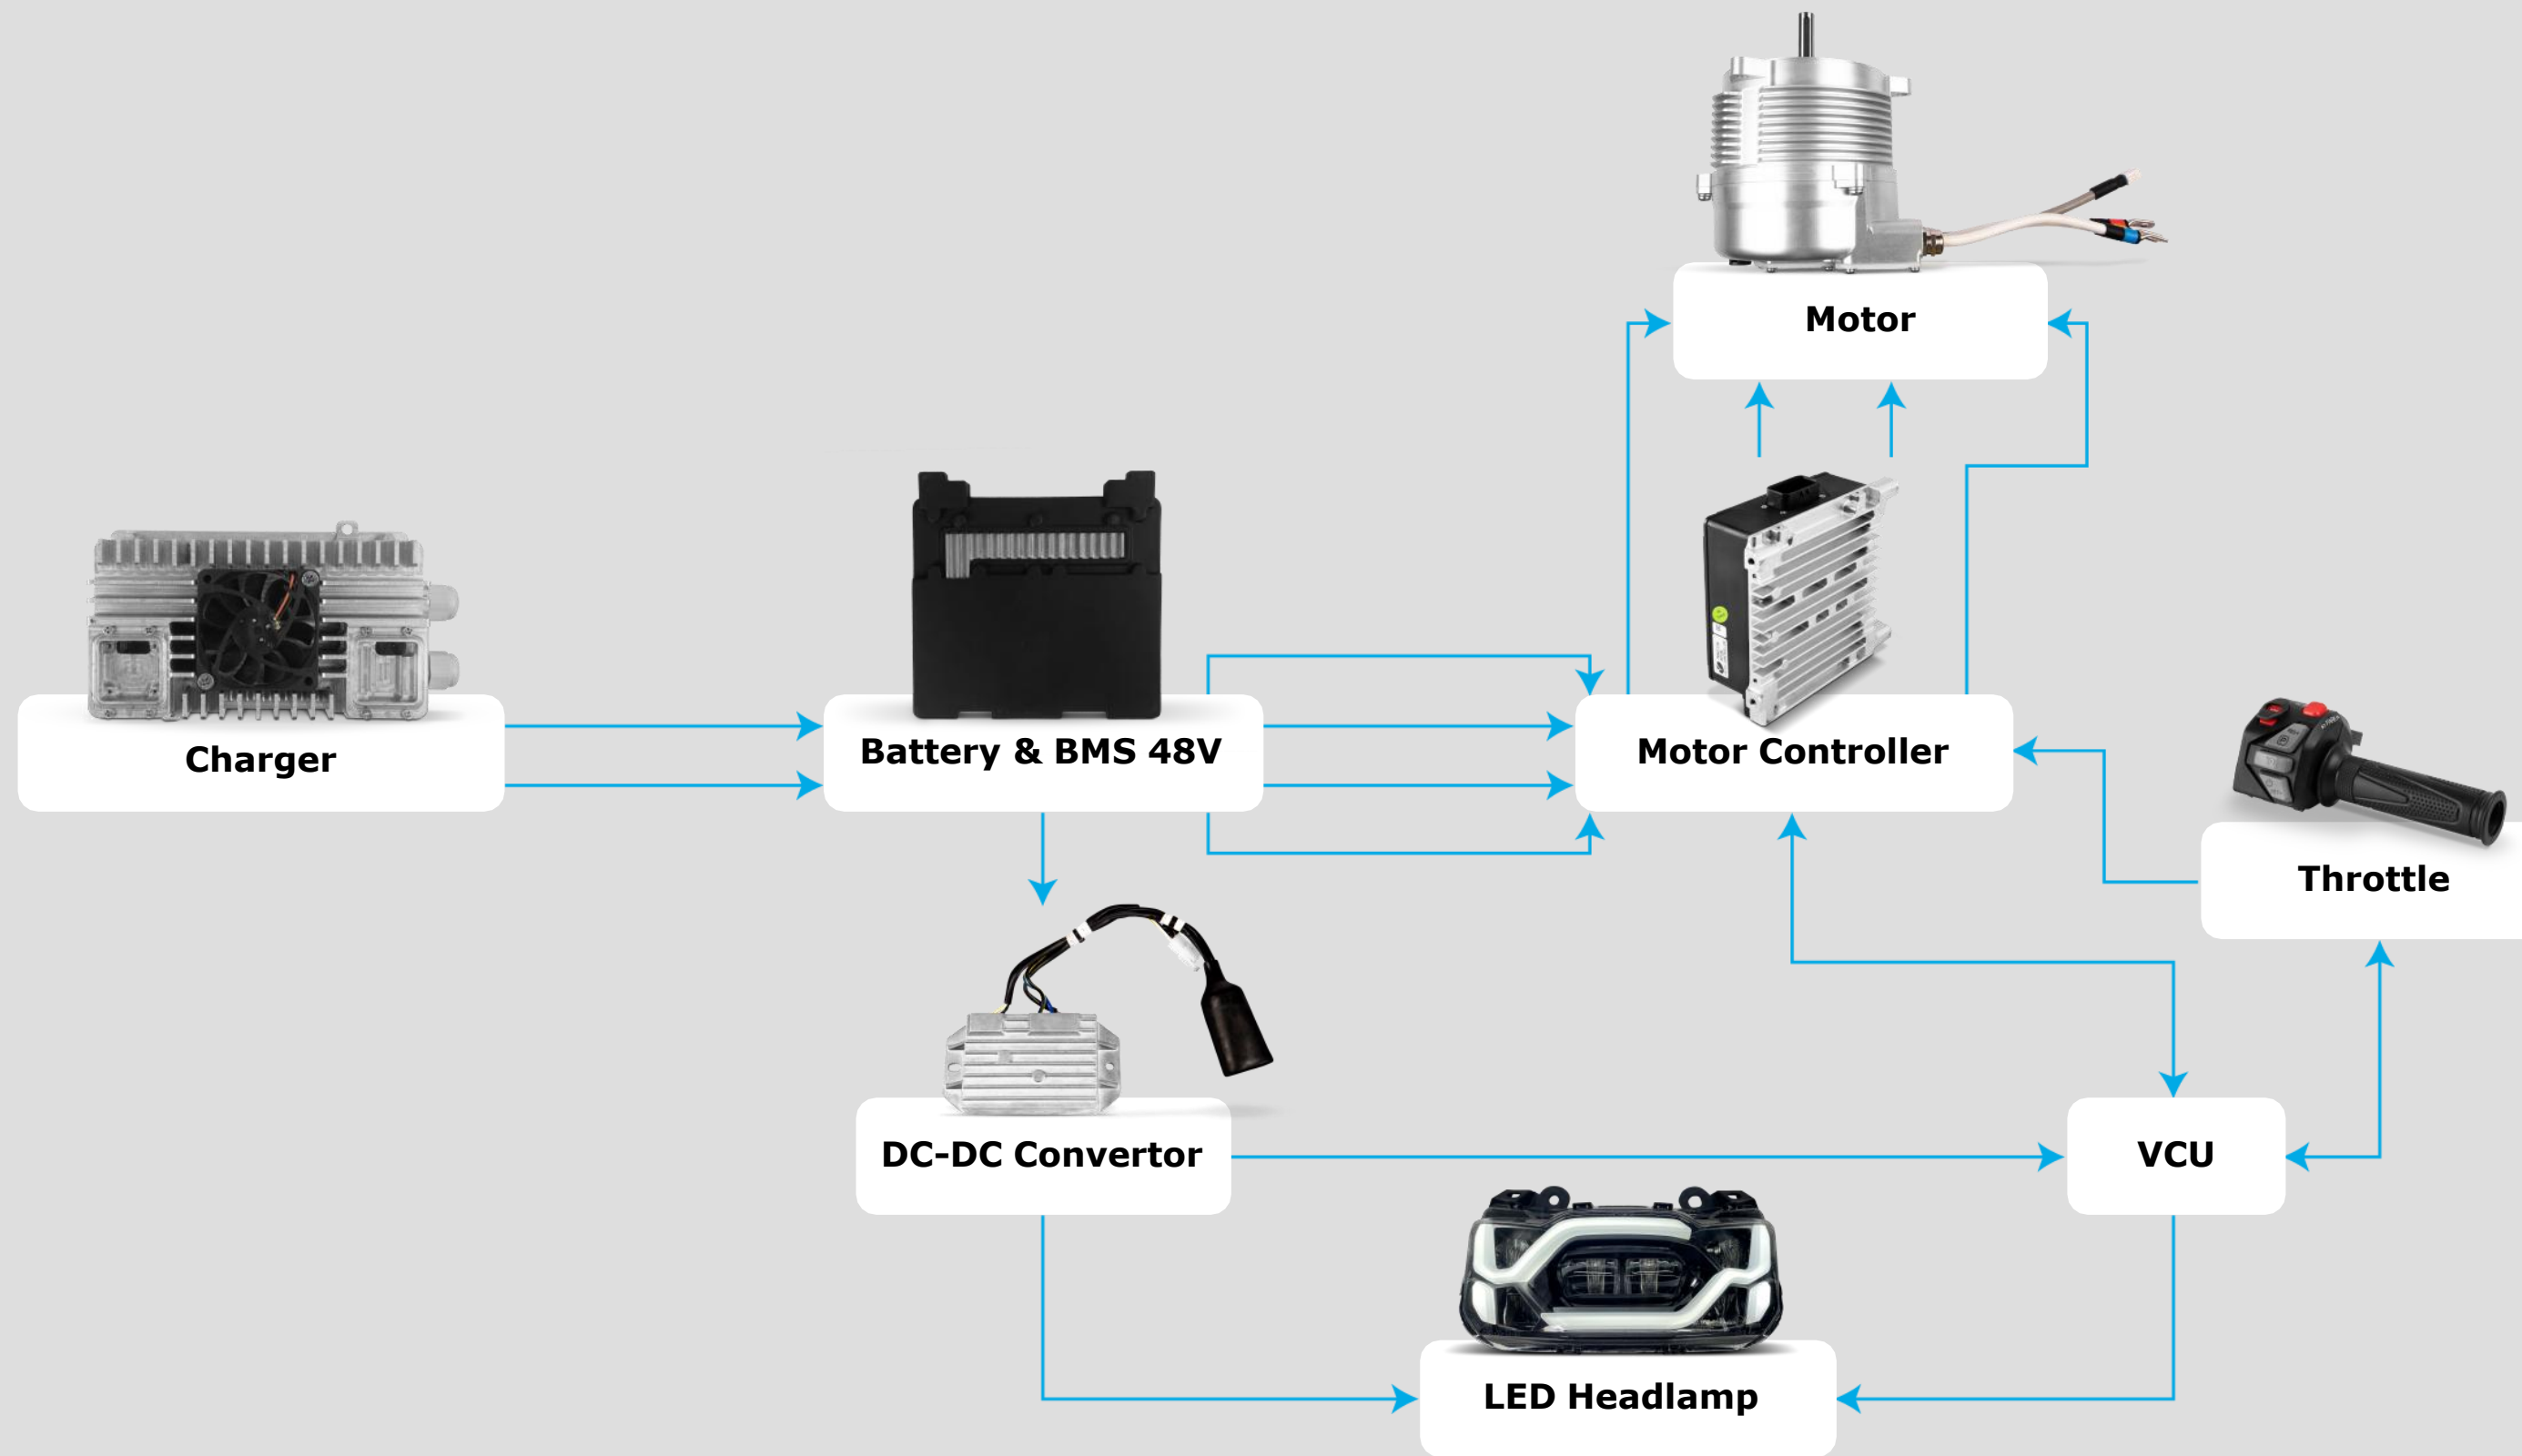 Motor
Charger
Battery & BMS 48V
Motor Controller
Throttle
DC-DC Convertor
VCU
LED Headlamp